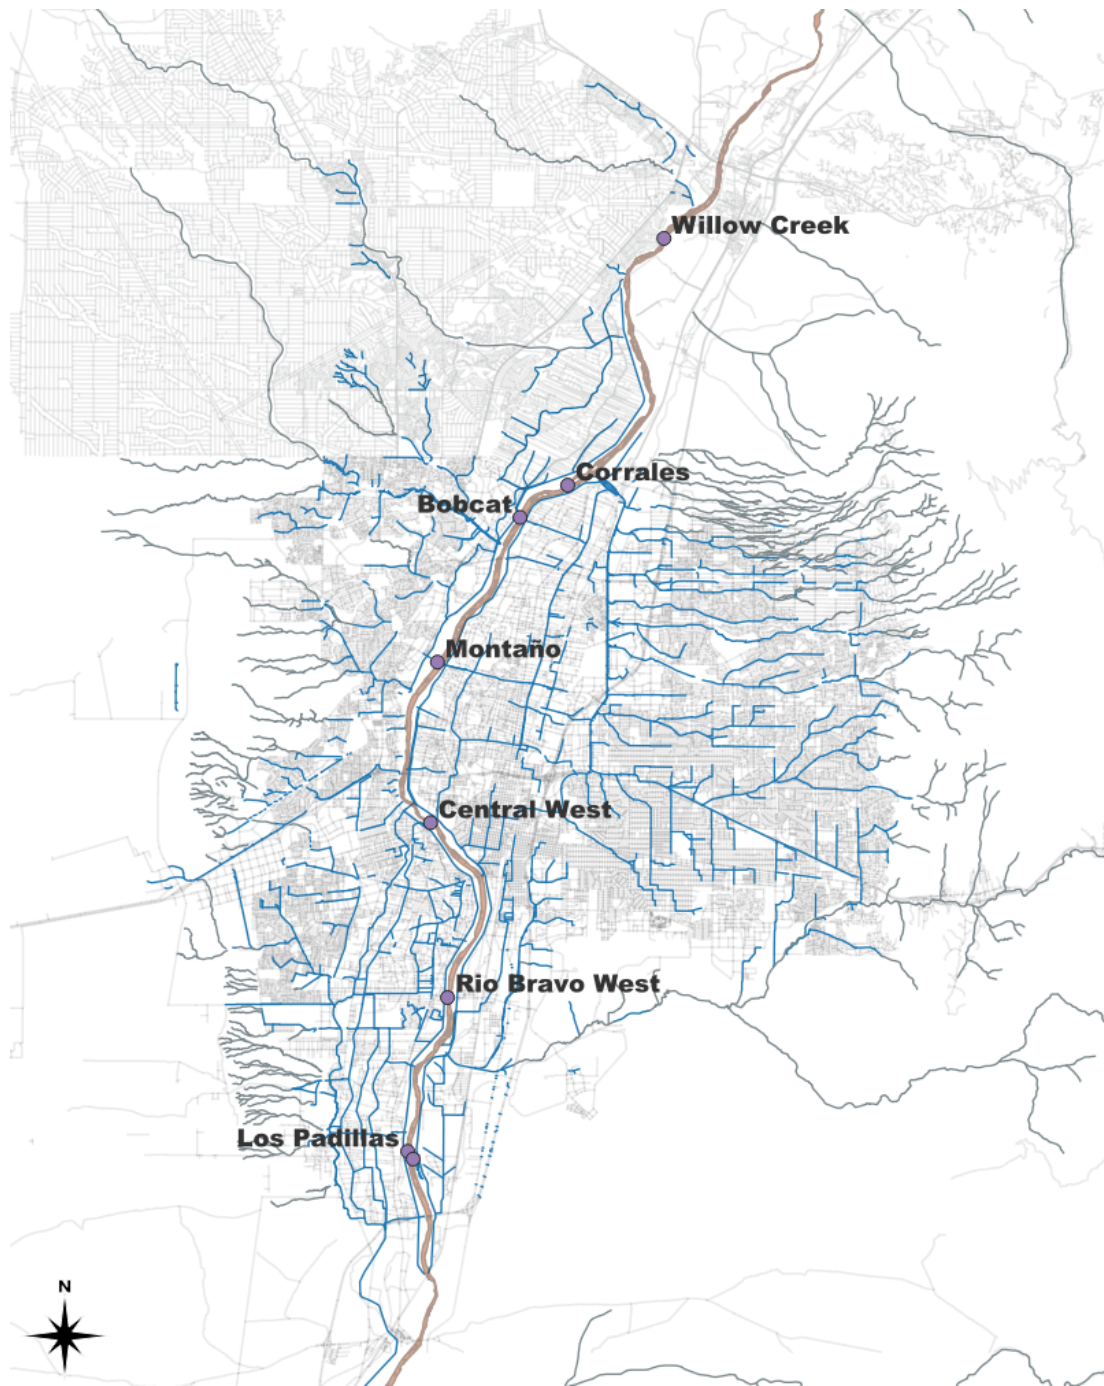 Willow Creek
Corrales
Bobcat
Montaño
Central West
Rio Bravo West
Los Padillas
N